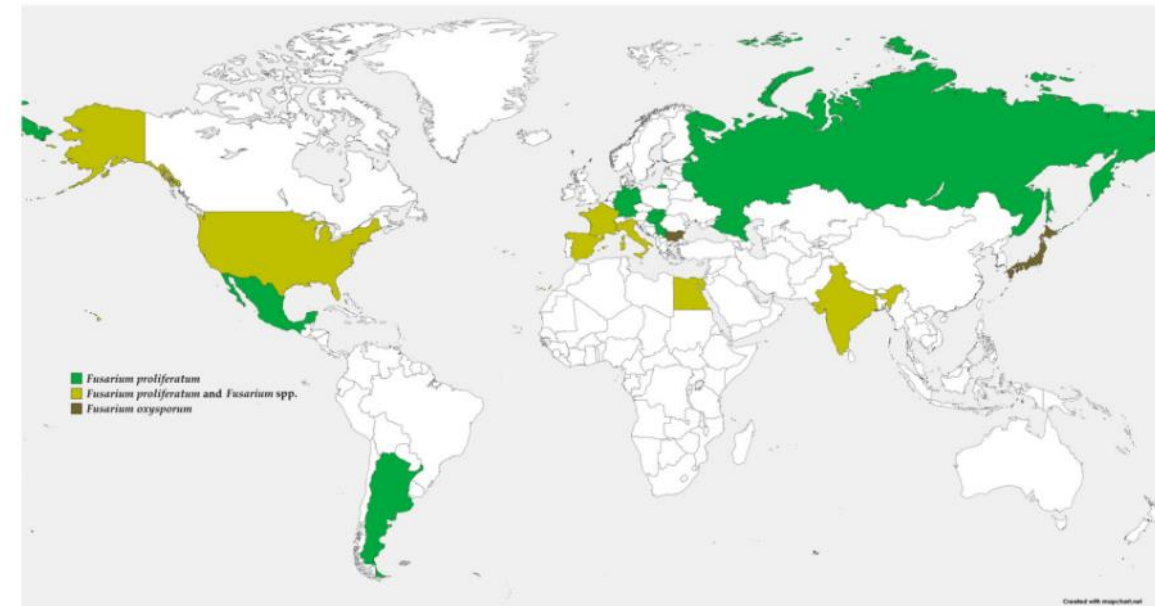 Fusarium proliferatum
Fusarium proliferatum and Fusarium spp.
Fusarium oxysporum
Created with mapchart.net